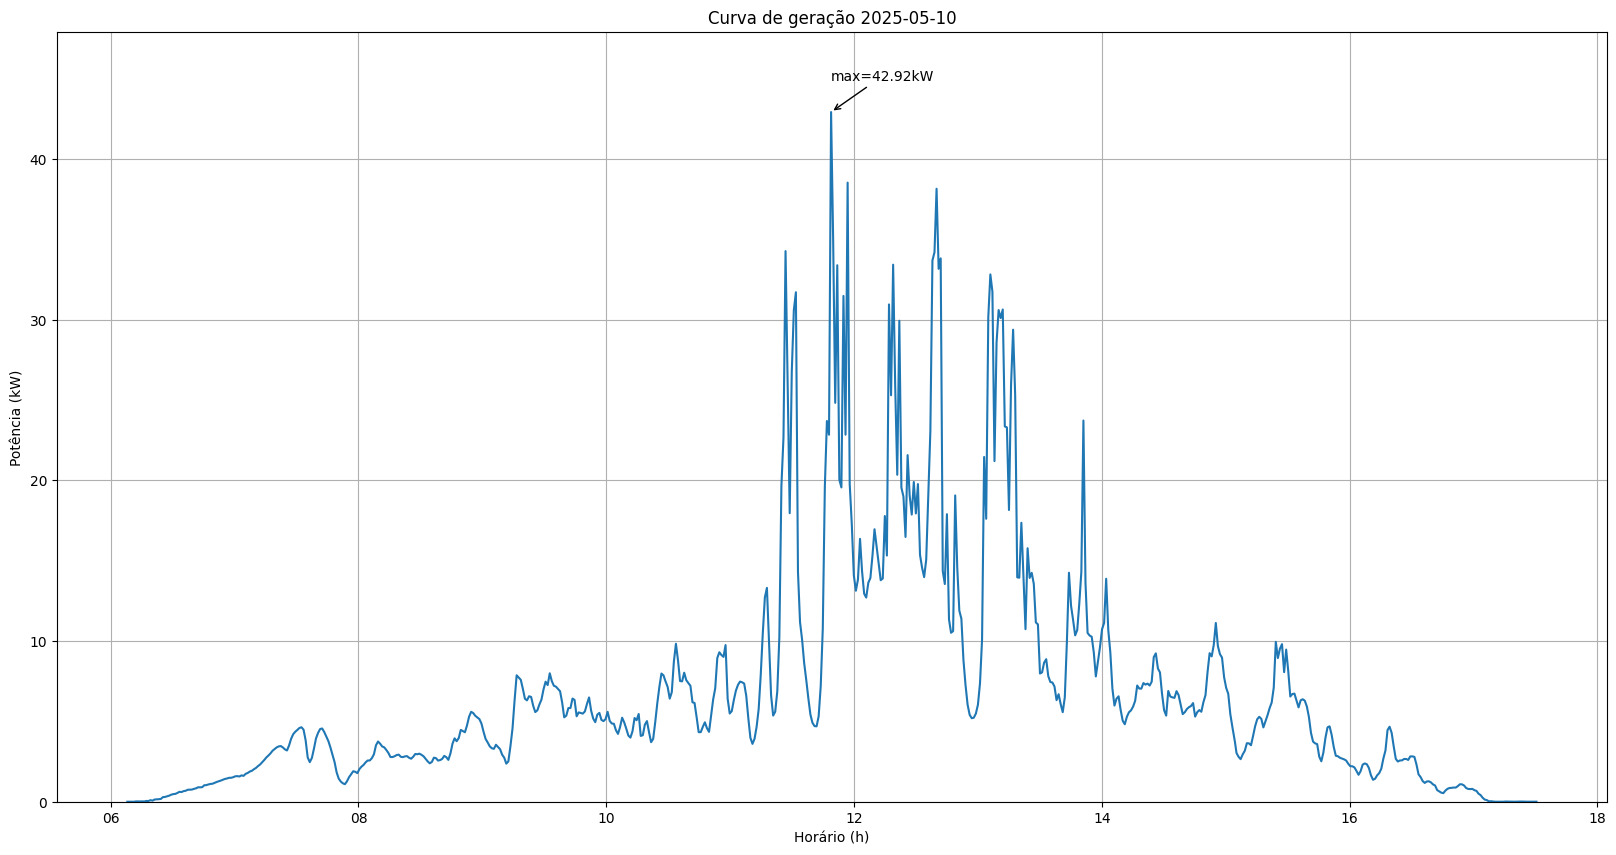 Curva de geração 2025-05-10
max=42.92kW
Potência (kW)
40
30
20
10
0
06 08 10 12 14 16 18
Horário (h)